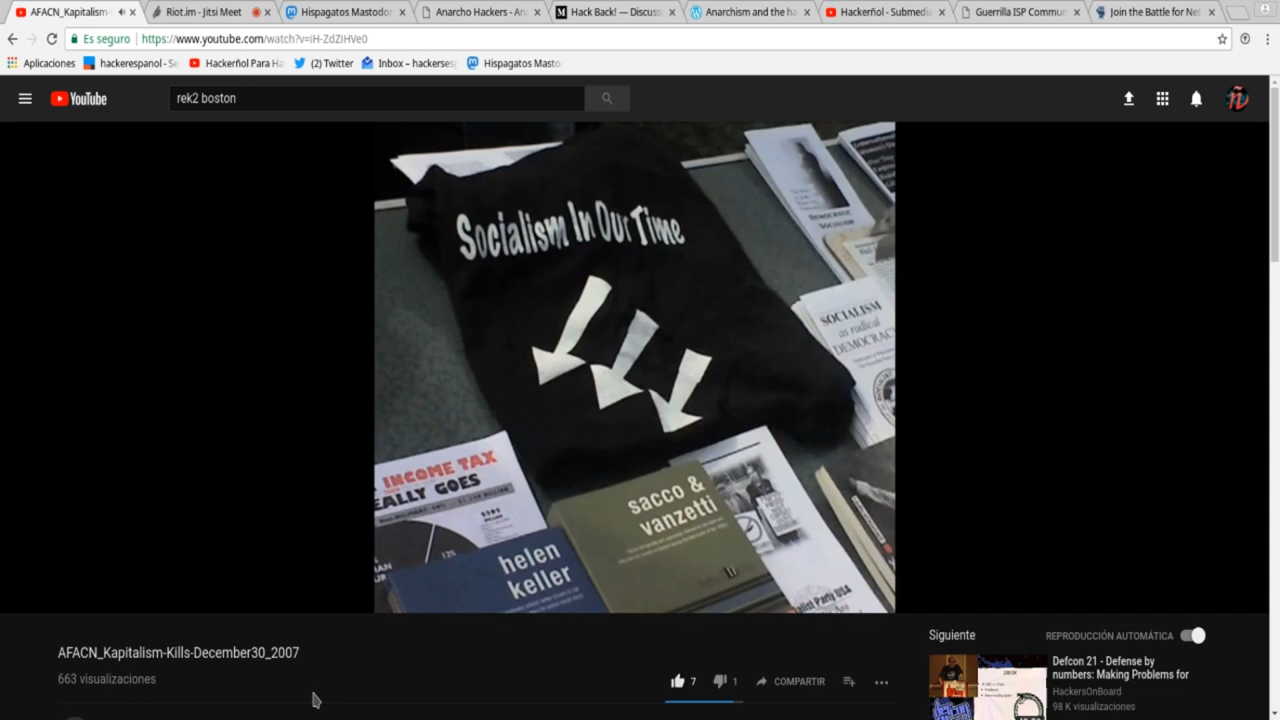 AFACN_Kapitalism-
Riot.im - Jitsi Meet
Hispagatos Mastodon
Anarcho Hackers - An
Hack Back! — Discuss
Anarchism and the ha
Hackerñol - Submedia
Guerrilla ISP Commun
Join the Battle for Net
Es seguro
https://www.youtube.com/watch?v=IH-ZdZiHVe0
Aplicaciones
hackerespanol - Se
Hackerñol Para Ha
(2) Twitter
Inbox – hackerses
Hispagatos Masto
YouTube
rek2 boston
ñ
Socialism In Our Time
SOCIALISM
as radical
DEMOCRACY
INCOME TAX
EALLY GOES
sacco &
vanzetti
helen
keller
alist Party USA
AFACN_Kapitalism-Kills-December30_2007
663 visualizaciones
7
1
COMPARTIR
Siguiente
REPRODUCCIÓN AUTOMÁTICA
Defcon 21 - Defense by
numbers: Making Problems for
HackersOnBoard
98 K visualizaciones